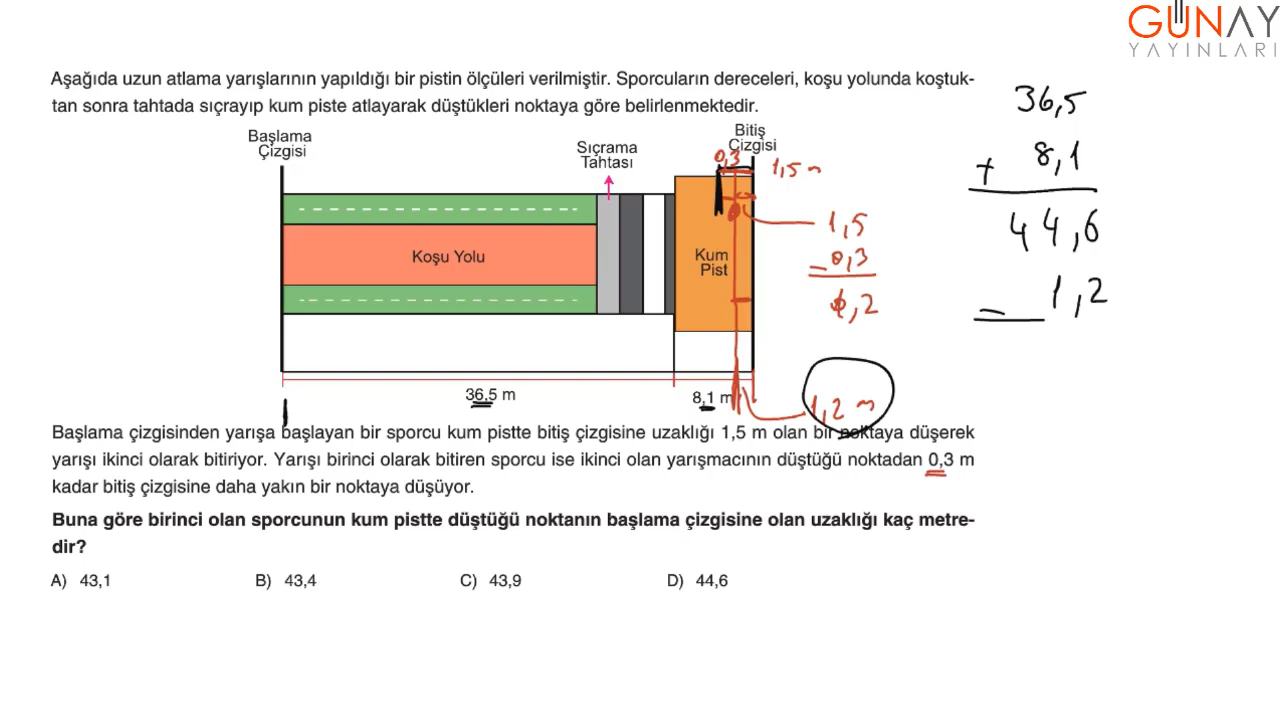 GÜNAY
YAYINLARI
Aşağıda uzun atlama yarışlarının yapıldığı bir pistin ölçüleri verilmiştir. Sporcuların dereceleri, koşu yolunda koştuk-
tan sonra tahtada sıçrayıp kum piste atlayarak düştükleri noktaya göre belirlenmektedir.
Başlama
Çizgisi
Sıçrama
Tahtası
Bitiş
Çizgisi
0,3
1,5 m
Koşu Yolu
Kum
Pist
1,5
- 0,3
1,2
36,5
+ 8,1
44,6
- 1,2
36,5 m
8,1 m
1,2 m
Başlama çizgisinden yarışa başlayan bir sporcu kum pistte bitiş çizgisine uzaklığı 1,5 m olan bir noktaya düşerek
yarışı ikinci olarak bitiriyor. Yarışı birinci olarak bitiren sporcu ise ikinci olan yarışmacının düştüğü noktadan 0,3 m
kadar bitiş çizgisine daha yakın bir noktaya düşüyor.
Buna göre birinci olan sporcunun kum pistte düştüğü noktanın başlama çizgisine olan uzaklığı kaç metre-
dir?
A) 43,1 B) 43,4 C) 43,9 D) 44,6